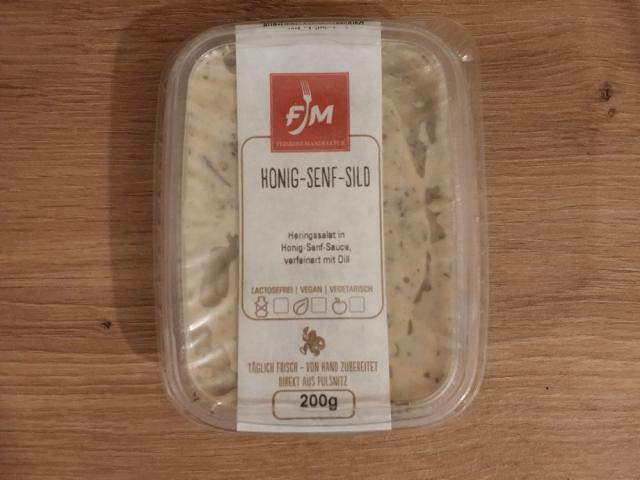 FJM
FEINKOST MANUFAKTUR
HONIG-SENF-SILD
Heringssalat in
Honig-Senf-Sauce,
verfeinert mit Dill
LACTOSEFREI | VEGAN | VEGETARISCH
TÄGLICH FRISCH - VON HAND ZUBEREITET
DIREKT AUS PULSNITZ
200g